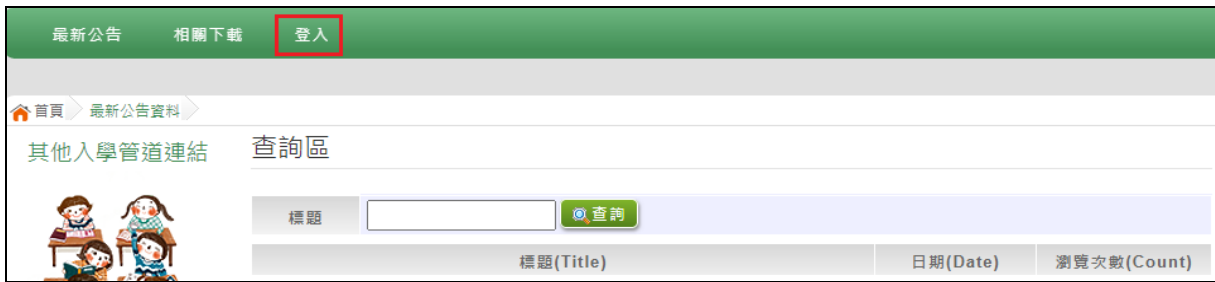 最新公告 相關下載 登入
首頁 最新公告資料
其他入學管道連結
查詢區
標題 查詢
標題(Title) 日期(Date) 瀏覽次數(Count)